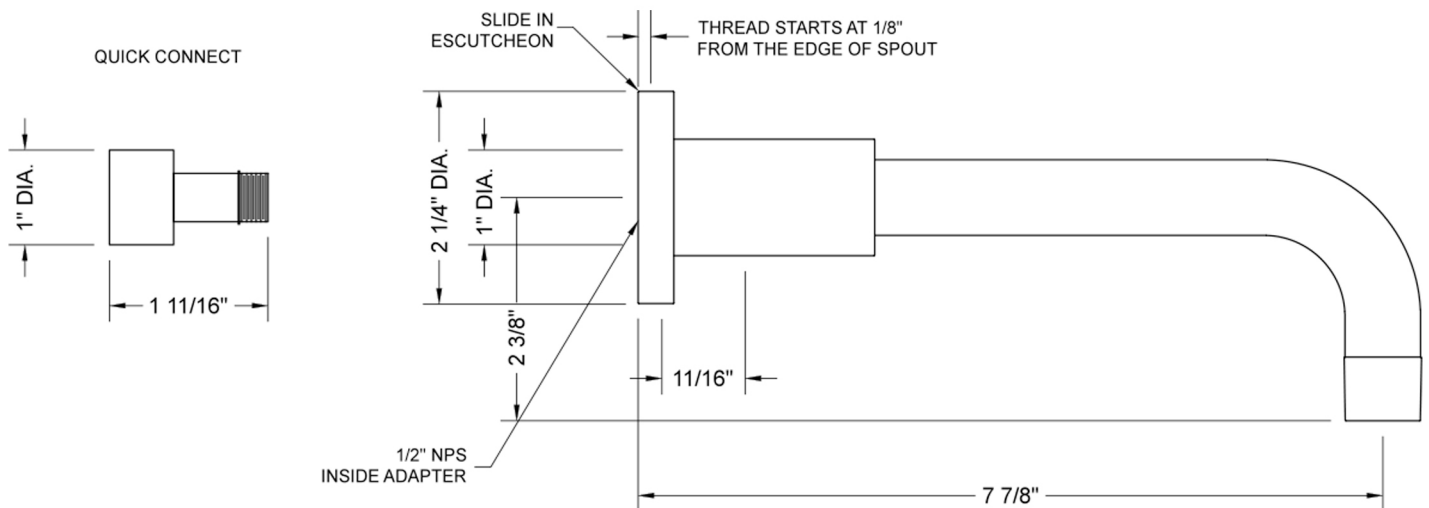 QUICK CONNECT
1" DIA.
1 11/16"
SLIDE IN
ESCUTCHEON
THREAD STARTS AT 1/8"
FROM THE EDGE OF SPOUT
2 1/4" DIA.
1" DIA.
2 3/8"
11/16"
1/2" NPS
INSIDE ADAPTER
7 7/8"